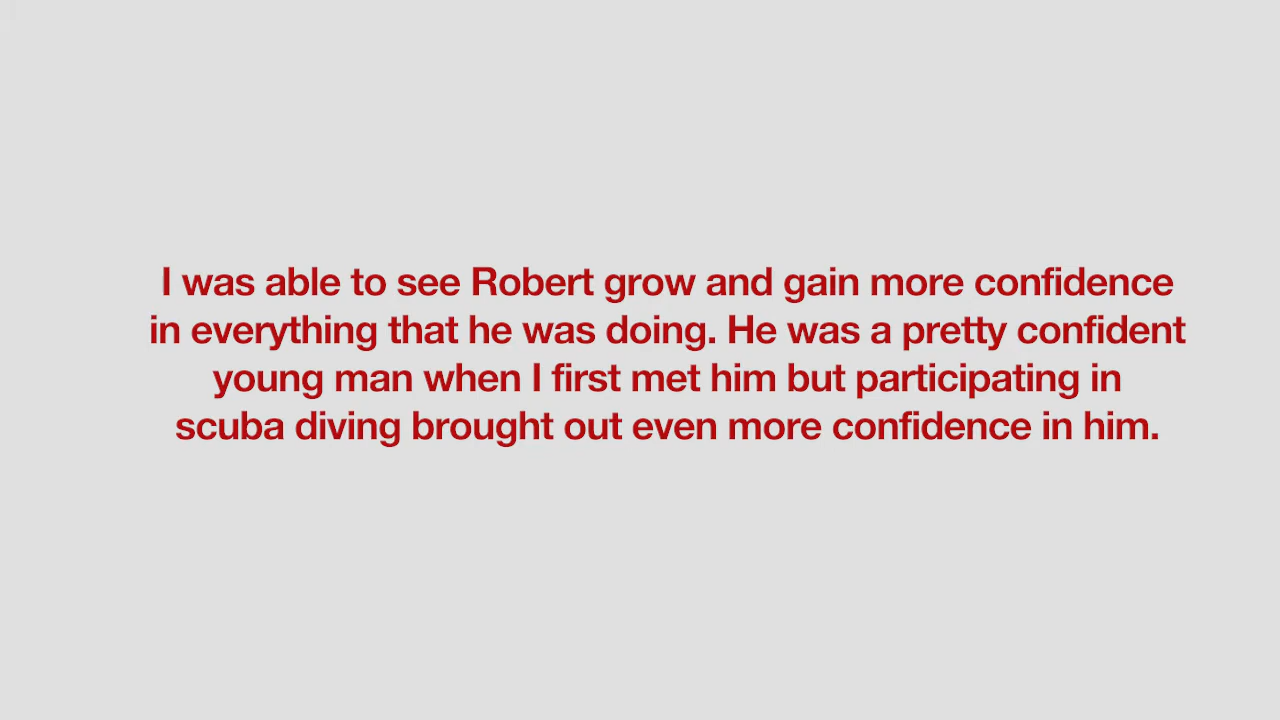 I was able to see Robert grow and gain more confidence
in everything that he was doing. He was a pretty confident
young man when I first met him but participating in
scuba diving brought out even more confidence in him.